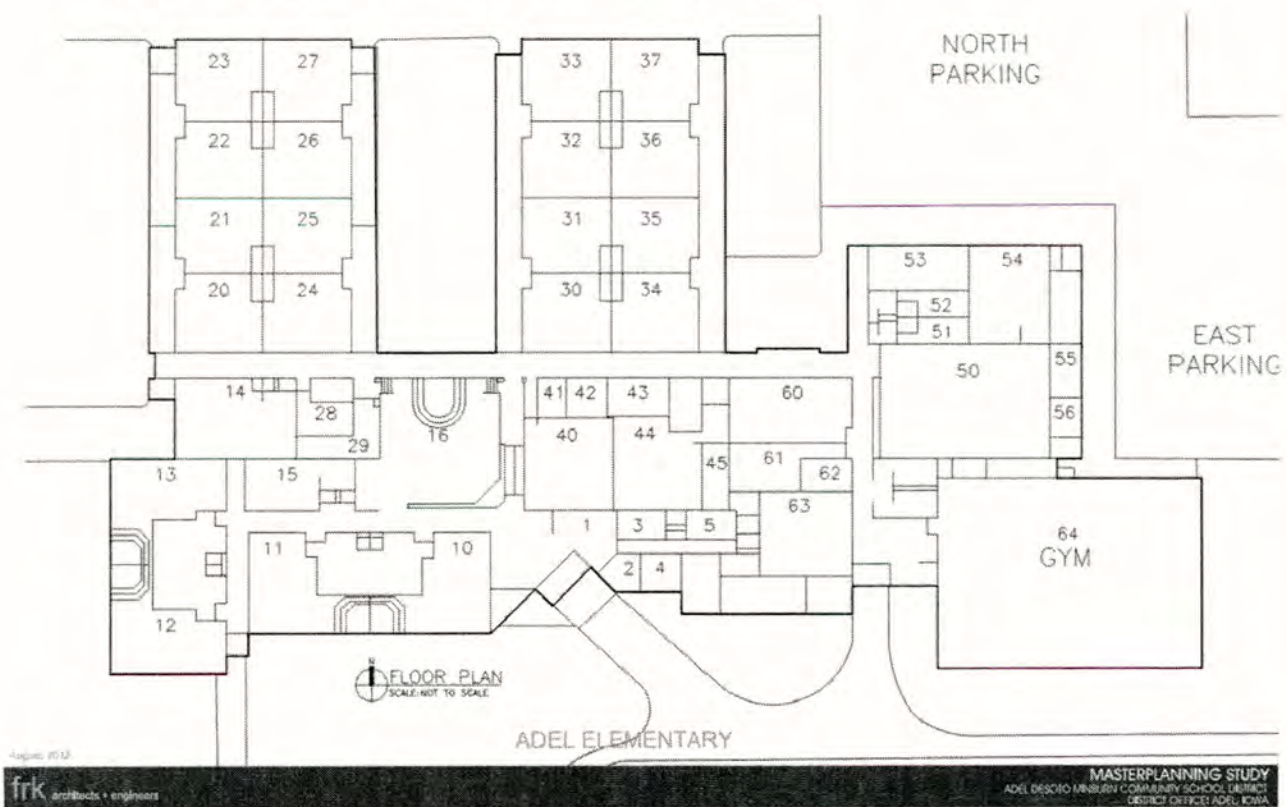 NORTH
PARKING
23 27 33 37
22 26 32 36
21 25 31 35
20 24 30 34
53 54
52
51
EAST
PARKING
50 55
56
14 28 29 16 41 42 43 60
40 44 45 61 62
13 15 63
11 10 1 3 5
2 4
12
64
GYM
N
FLOOR PLAN
SCALE: NOT TO SCALE
ADEL ELEMENTARY
August 2013
frk architects + engineers
MASTERPLANNING STUDY
ADEL DESOTO MINBURN COMMUNITY SCHOOL DISTRICT
DISTRICT OFFICE: ADEL, IOWA